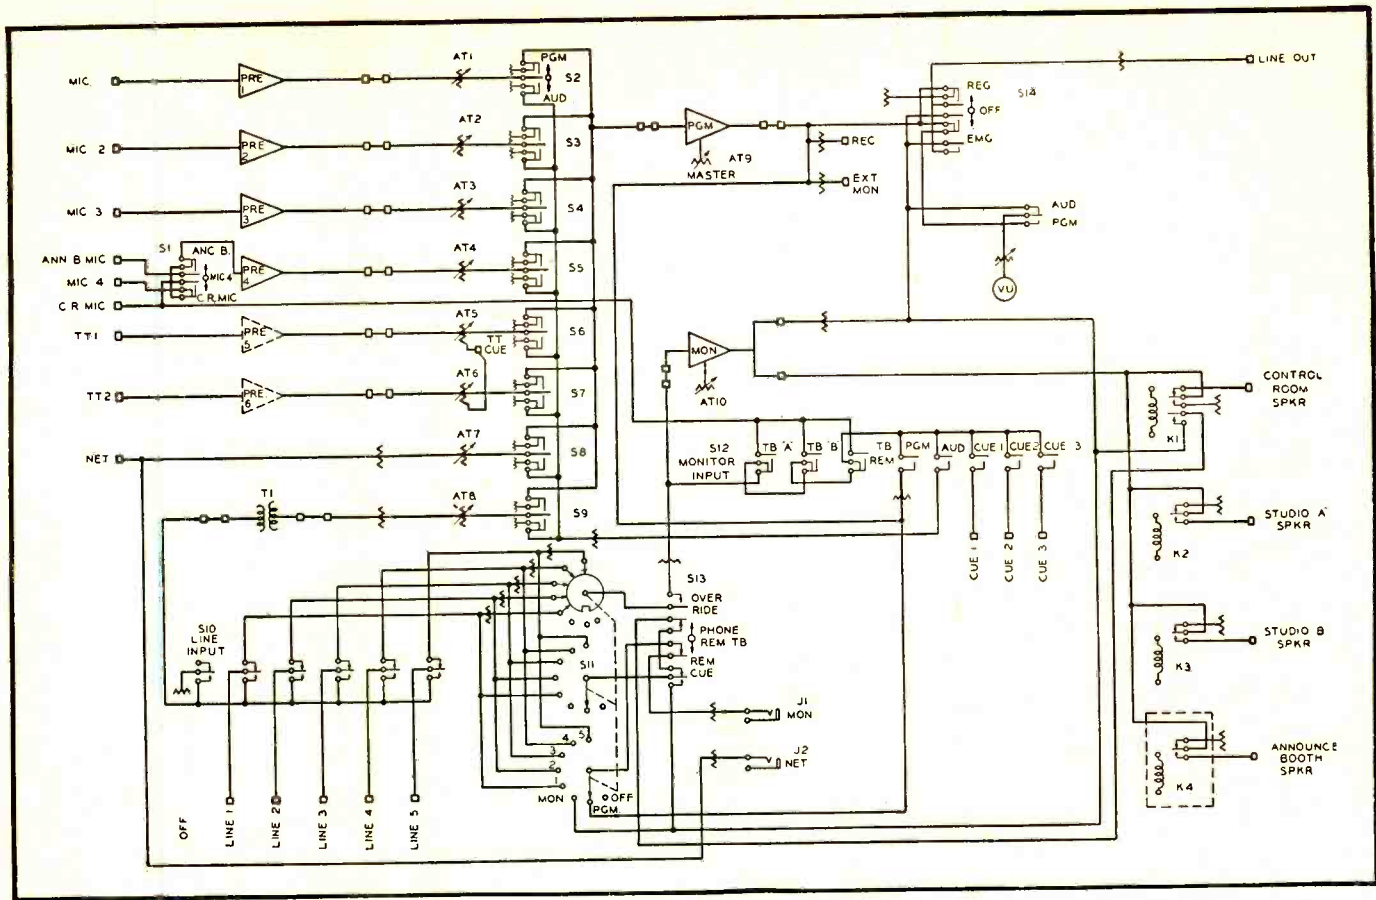 MIC
PRE 1
AT1
PGM
S2
AUD
MIC 2
PRE 2
AT2
S3
MIC 3
PRE 3
AT3
S4
S1
ANC B.
ANN B MIC
MIC 4
MIC 4
C R MIC
C.R. MIC
PRE 4
AT4
S5
TT1
PRE 5
AT5
TT CUE
S6
TT2
PRE 6
AT6
S7
NET
AT7
S8
T1
AT8
S9
PGM
AT9
MASTER
REC
EXT
MON
REG
S14
OFF
EMG
LINE OUT
AUD
PGM
VU
MON
AT10
S12
MONITOR
INPUT
TB "A"
TB "B"
TB
REM
PGM
AUD
CUE 1
CUE 2
CUE 3
CUE 1
CUE 2
CUE 3
CONTROL
ROOM
SPKR
K1
STUDIO A
SPKR
K2
STUDIO B
SPKR
K3
ANNOUNCE
BOOTH
SPKR
K4
S13
OVER
RIDE
PHONE
REM TB
REM
CUE
J1
MON
J2
NET
S10
LINE
INPUT
S11
5
4
3
2
1
MON
OFF
PGM
OFF
LINE 1
LINE 2
LINE 3
LINE 4
LINE 5